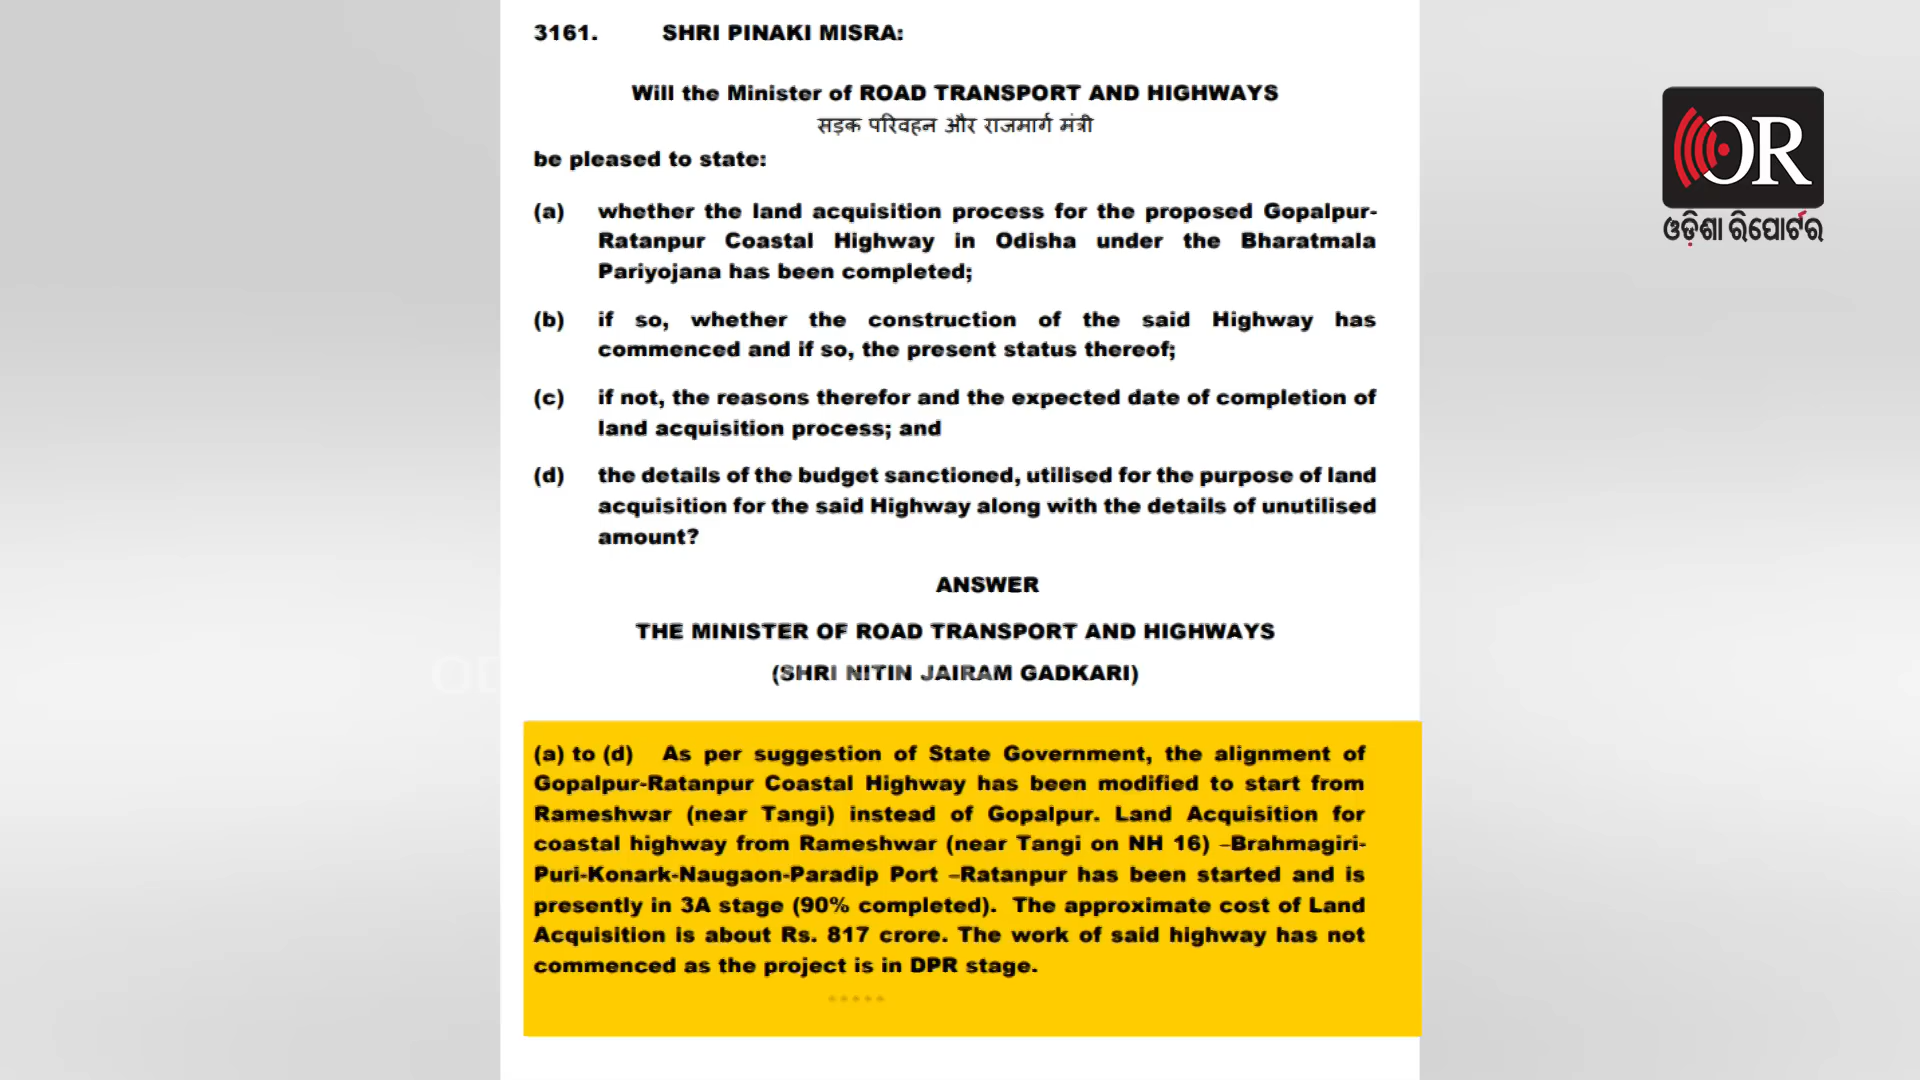 3161. SHRI PINAKI MISRA:
Will the Minister of ROAD TRANSPORT AND HIGHWAYS
सड़क परिवहन और राजमार्ग मंत्री
be pleased to state:
(a) whether the land acquisition process for the proposed Gopalpur-
Ratanpur Coastal Highway in Odisha under the Bharatmala
Pariyojana has been completed;
(b) if so, whether the construction of the said Highway has
commenced and if so, the present status thereof;
(c) if not, the reasons therefor and the expected date of completion of
land acquisition process; and
(d) the details of the budget sanctioned, utilised for the purpose of land
acquisition for the said Highway along with the details of unutilised
amount?
ANSWER
THE MINISTER OF ROAD TRANSPORT AND HIGHWAYS
(SHRI NITIN JAIRAM GADKARI)
(a) to (d) As per suggestion of State Government, the alignment of
Gopalpur-Ratanpur Coastal Highway has been modified to start from
Rameshwar (near Tangi) instead of Gopalpur. Land Acquisition for
coastal highway from Rameshwar (near Tangi on NH 16) –Brahmagiri-
Puri-Konark-Naugaon-Paradip Port –Ratanpur has been started and is
presently in 3A stage (90% completed). The approximate cost of Land
Acquisition is about Rs. 817 crore. The work of said highway has not
commenced as the project is in DPR stage.
*****
OR
ଓଡ଼ିଶା ରିପୋର୍ଟର